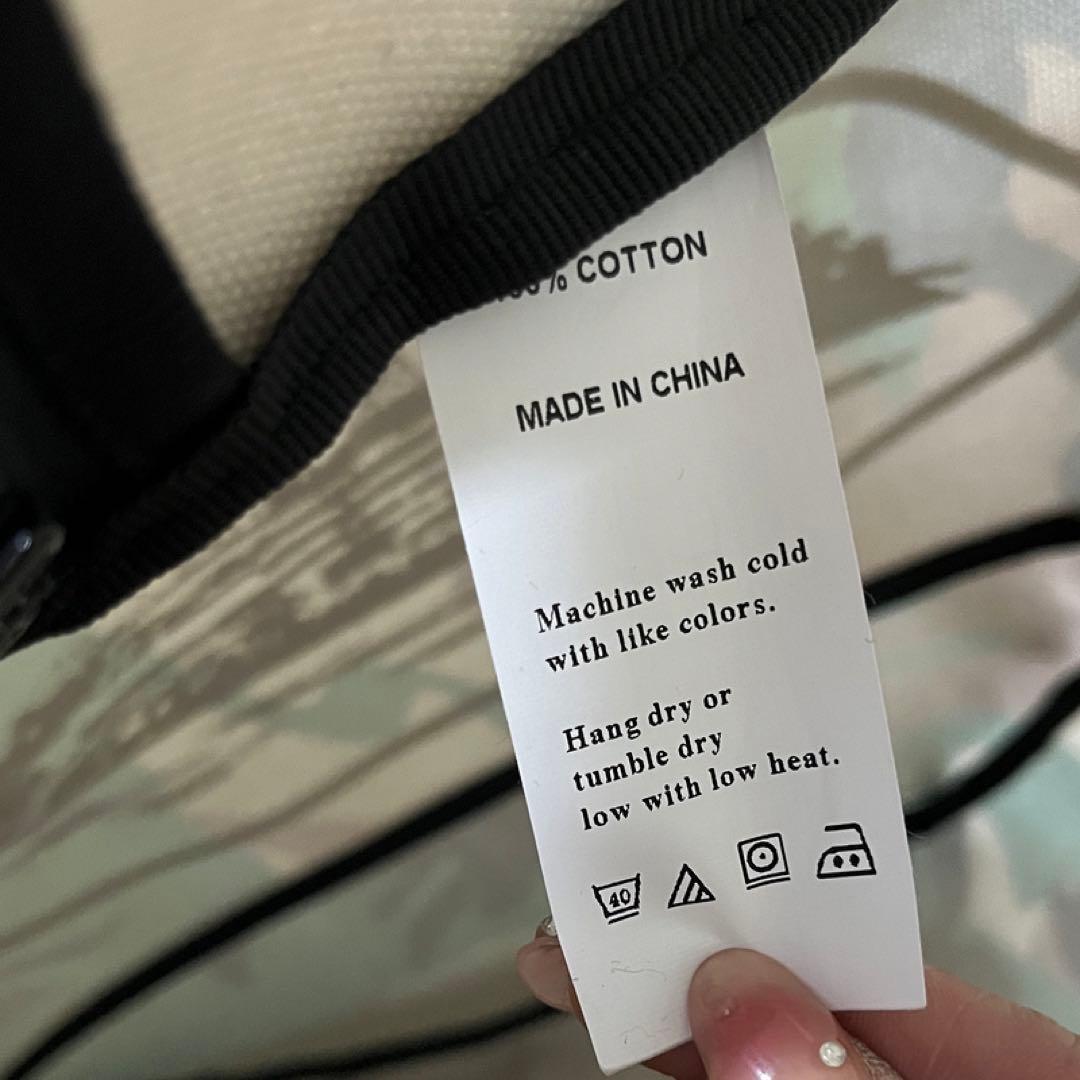 % COTTON
MADE IN CHINA
Machine wash cold
with like colors.
Hang dry or
tumble dry
low with low heat.
40